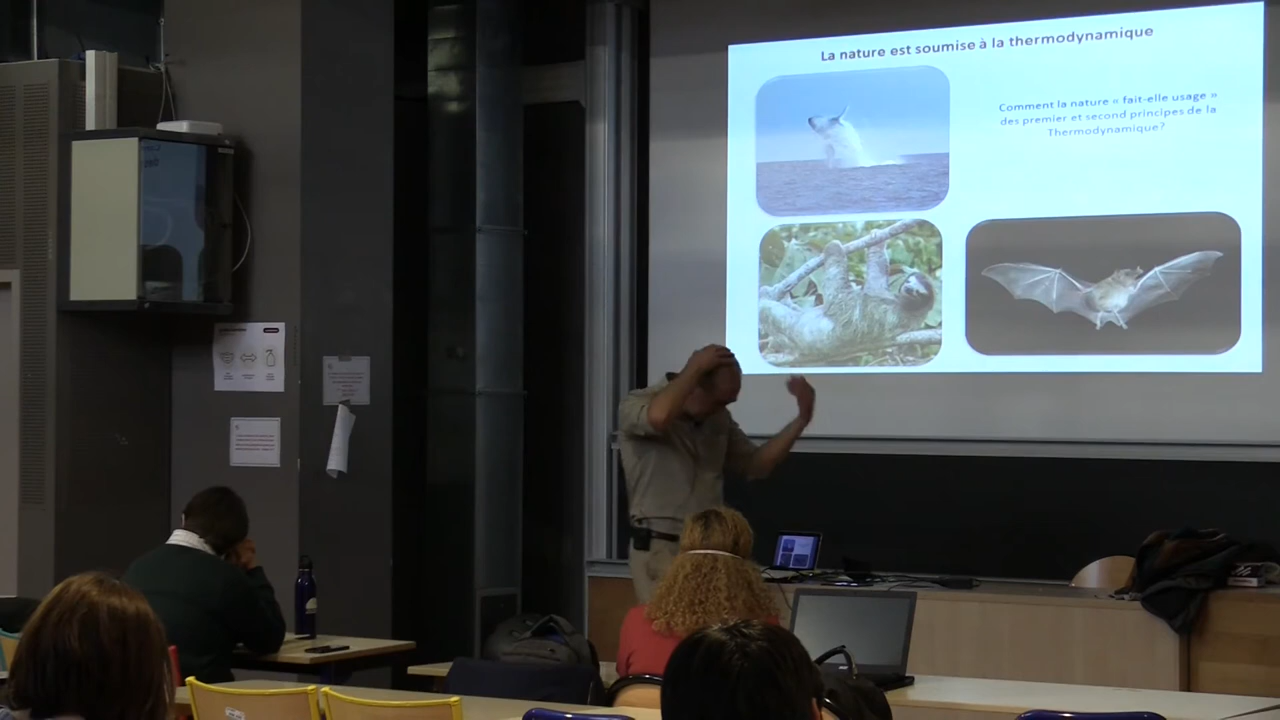 La nature est soumise à la thermodynamique
Comment la nature « fait-elle usage »
des premier et second principes de la
Thermodynamique?